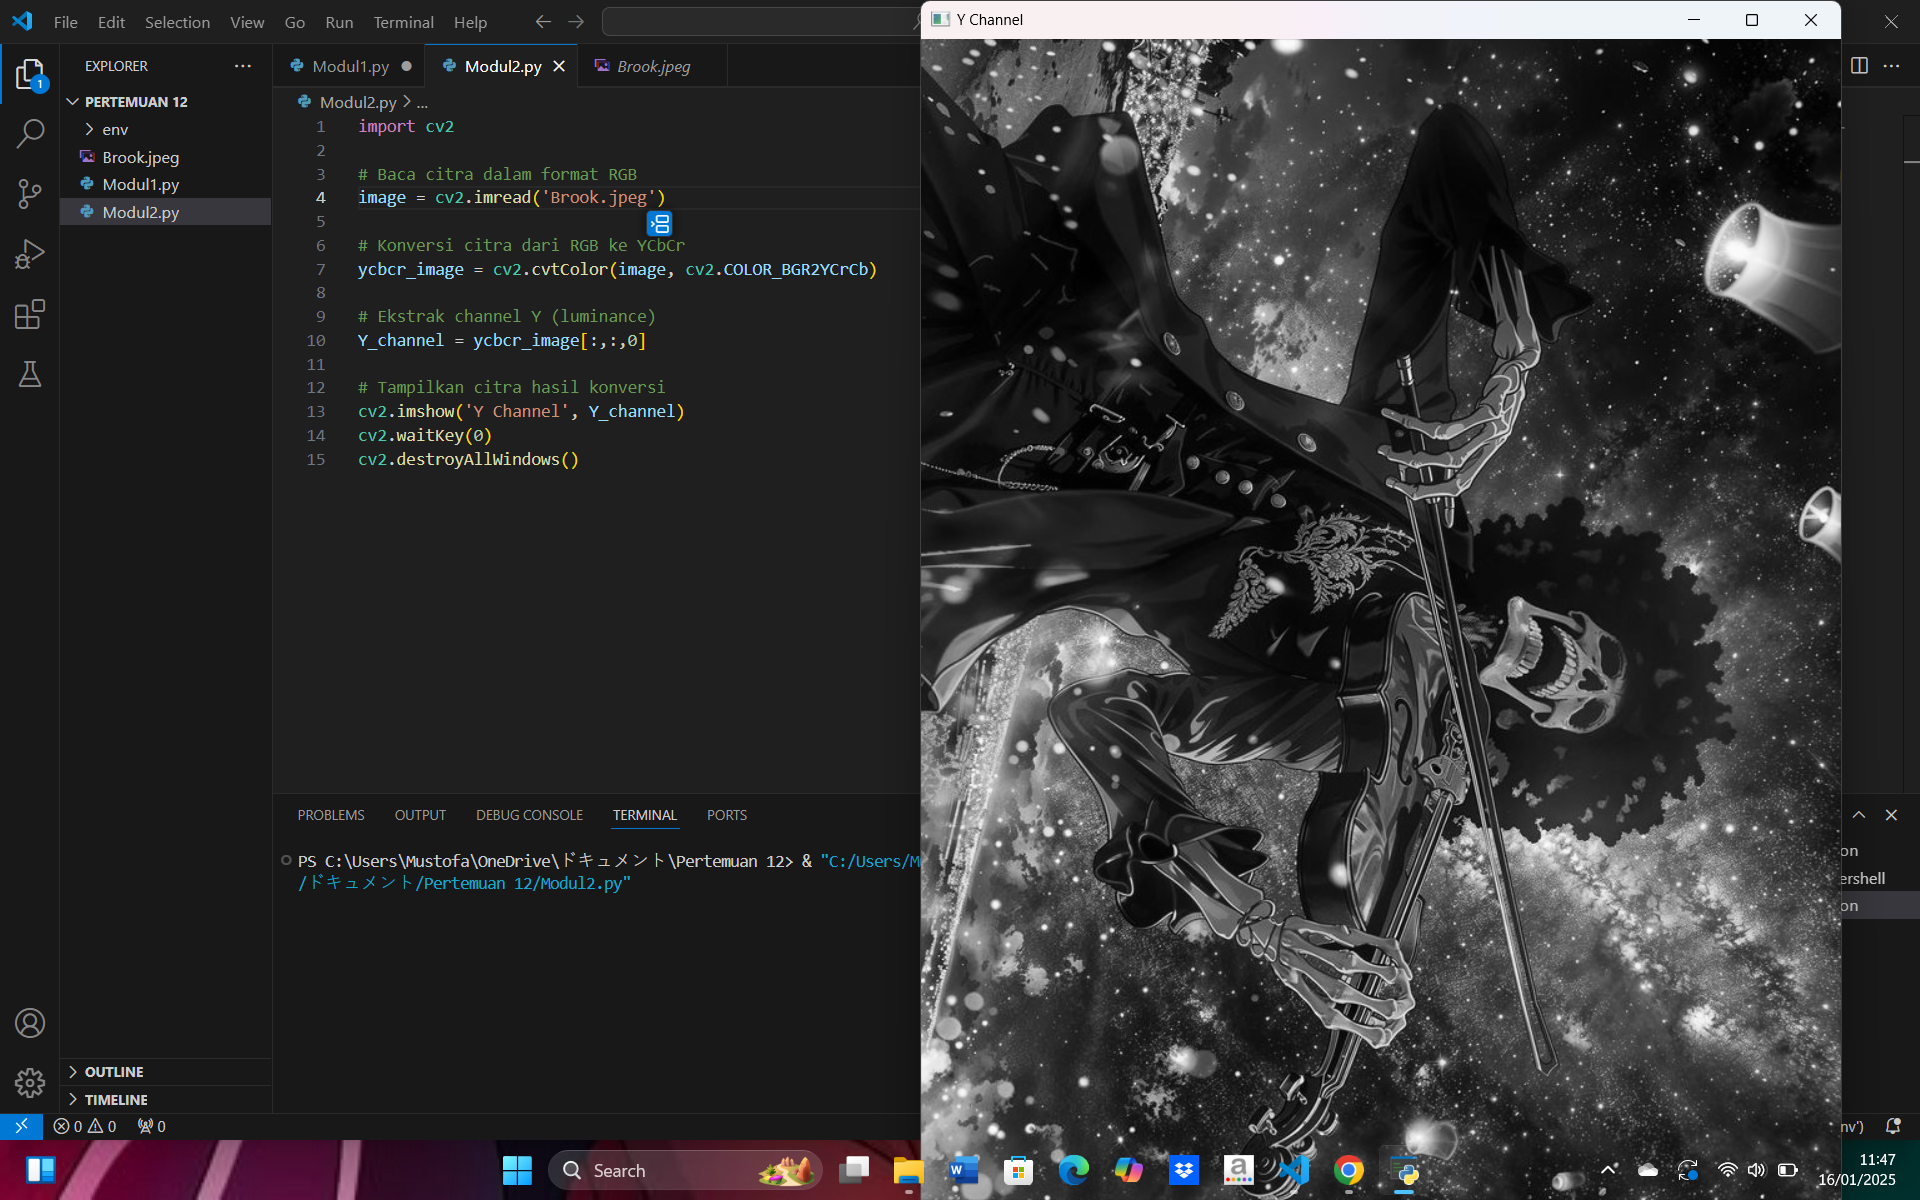 File Edit Selection View Go Run Terminal Help
Y Channel
EXPLORER
PERTEMUAN 12
env
Brook.jpeg
Modul1.py
Modul2.py
OUTLINE
TIMELINE
1
Modul1.py
Modul2.py
Brook.jpeg
Modul2.py > ...
1 import cv2
2
3 # Baca citra dalam format RGB
4 image = cv2.imread('Brook.jpeg')
5
6 # Konversi citra dari RGB ke YCbCr
7 ycbcr_image = cv2.cvtColor(image, cv2.COLOR_BGR2YCrCb)
8
9 # Ekstrak channel Y (luminance)
10 Y_channel = ycbcr_image[:,:,0]
11
12 # Tampilkan citra hasil konversi
13 cv2.imshow('Y Channel', Y_channel)
14 cv2.waitKey(0)
15 cv2.destroyAllWindows()
PROBLEMS OUTPUT DEBUG CONSOLE TERMINAL PORTS
PS C:\Users\Mustofa\OneDrive\ドキュメント\Pertemuan 12> & "C:/Users/M
/ドキュメント/Pertemuan 12/Modul2.py"
on
ershell
on
0 0 0
nv')
Search
11:47
16/01/2025